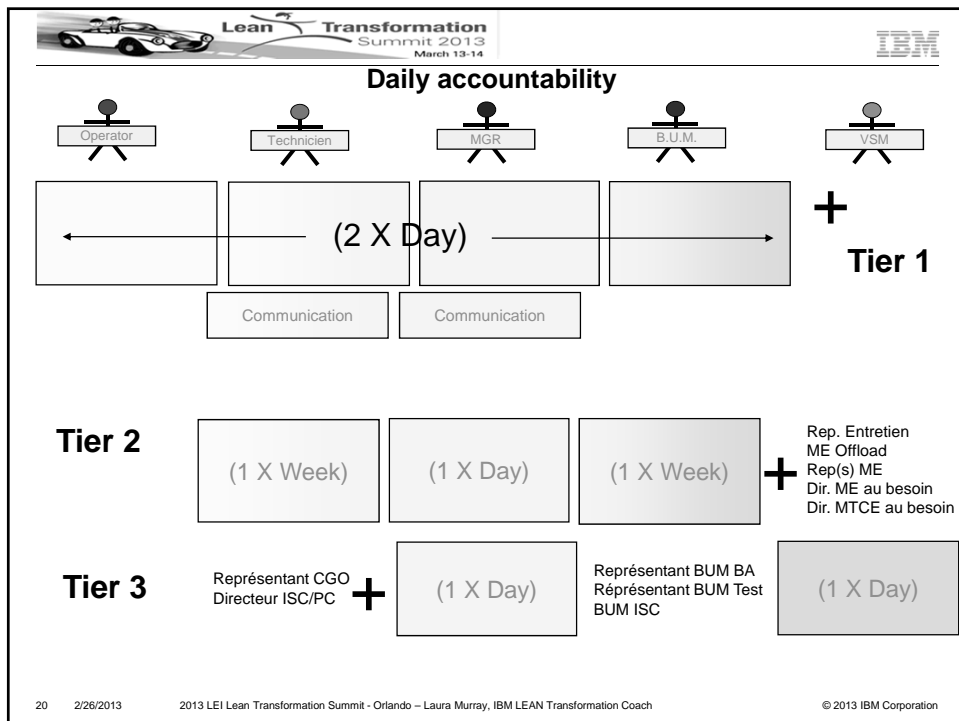 Lean Transformation
Summit 2013
March 13-14
IBM
Daily accountability
Operator
Technicien
MGR
B.U.M.
VSM
(2 X Day)
+
Tier 1
Communication
Communication
Tier 2
(1 X Week)
(1 X Day)
(1 X Week)
+
Rep. Entretien
ME Offload
Rep(s) ME
Dir. ME au besoin
Dir. MTCE au besoin
Tier 3
Représentant CGO
Directeur ISC/PC
+
(1 X Day)
Représentant BUM BA
Réprésentant BUM Test
BUM ISC
(1 X Day)
20 2/26/2013 2013 LEI Lean Transformation Summit - Orlando – Laura Murray, IBM LEAN Transformation Coach © 2013 IBM Corporation